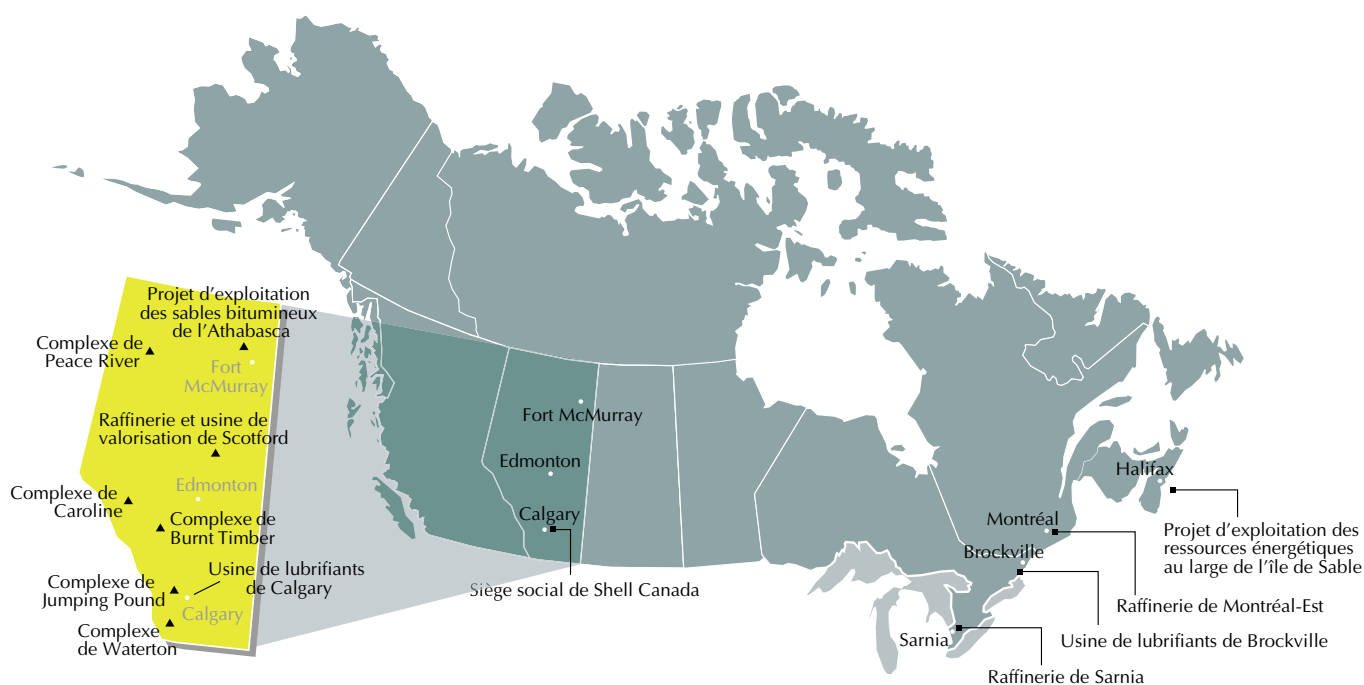 Projet d'exploitation
des sables bitumineux
de l'Athabasca
Complexe de
Peace River
Fort
McMurray
Raffinerie et usine de
valorisation de Scotford
Edmonton
Complexe de
Caroline
Complexe de
Burnt Timber
Usine de lubrifiants
de Calgary
Complexe de
Jumping Pound
Calgary
Complexe
de Waterton
Fort McMurray
Edmonton
Calgary
Siège social de Shell Canada
Halifax
Projet d'exploitation des
ressources énergétiques
au large de l'île de Sable
Montréal
Brockville
Raffinerie de Montréal-Est
Usine de lubrifiants de Brockville
Sarnia
Raffinerie de Sarnia